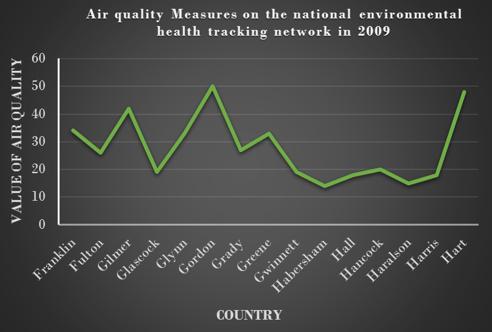 Air quality Measures on the national environmental
health tracking network in 2009
VALUE OF AIR QUALITY
60
50
40
30
20
10
0
Franklin
Fulton
Gilmer
Glascock
Glynn
Gordon
Grady
Greene
Gwinnett
Habersham
Hall
Hancock
Haralson
Harris
Hart
COUNTRY